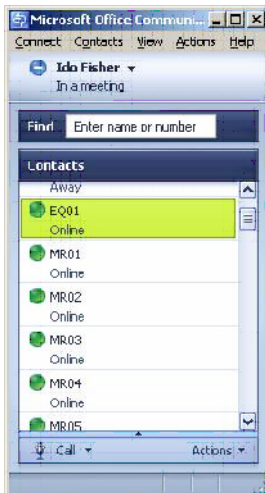 Microsoft Office Communi...
Connect Contacts View Actions Help
Ido Fisher
In a meeting
Find Enter name or number
Contacts
Away
EQ01
Online
MR01
Online
MR02
Online
MR03
Online
MR04
Online
MR05
Call Actions